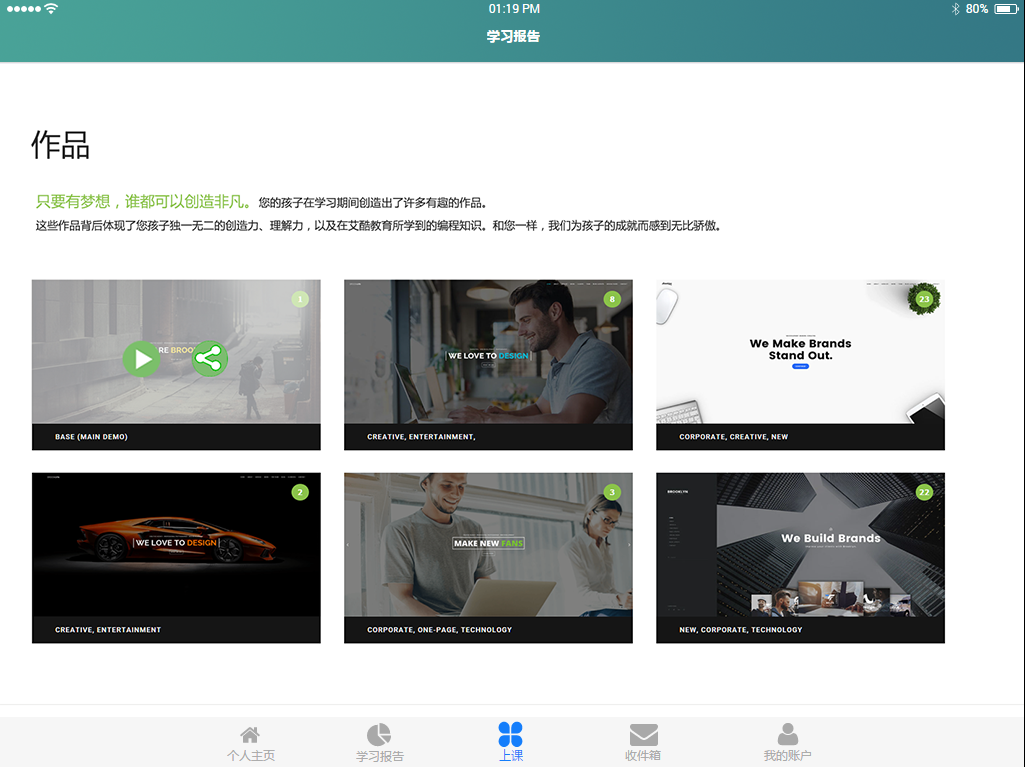 01:19 PM
80%
学习报告
作品
只要有梦想，谁都可以创造非凡。您的孩子在学习期间创造出了许多有趣的作品。
这些作品背后体现了您孩子独一无二的创造力、理解力，以及在艾酷教育所学到的编程知识。和您一样，我们为孩子的成就而感到无比骄傲。
1
RE BROO
BASE (MAIN DEMO)
8
WE LOVE TO DESIGN
CREATIVE, ENTERTAINMENT,
23
We Make Brands
Stand Out.
CORPORATE, CREATIVE, NEW
2
WE LOVE TO DESIGN
CREATIVE, ENTERTAINMENT
3
MAKE NEW FANS
CORPORATE, ONE-PAGE, TECHNOLOGY
BROOKLYN
22
We Build Brands
NEW, CORPORATE, TECHNOLOGY
个人主页
学习报告
上课
收件箱
我的账户